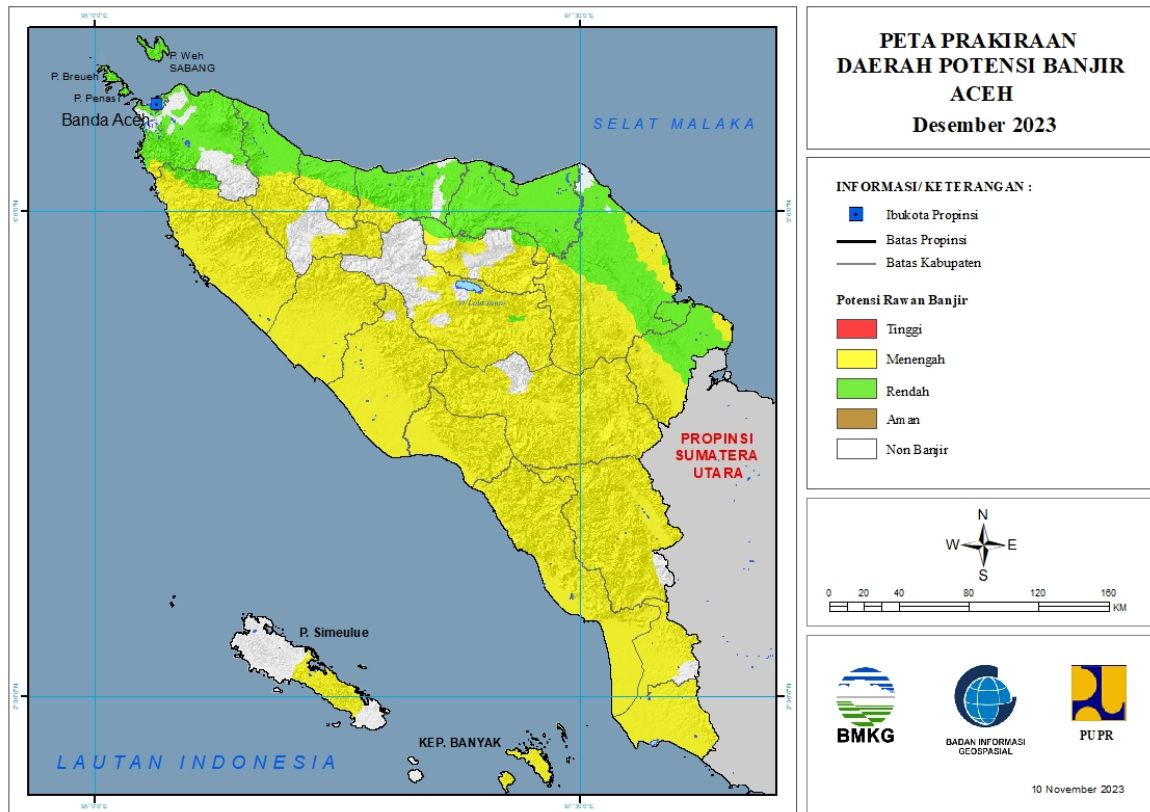 PETA PRAKIRAAN
DAERAH POTENSI BANJIR
ACEH
Desember 2023
INFORMASI/ KETERANGAN :
Ibukota Propinsi
Batas Propinsi
Batas Kabupaten
Potensi Rawan Banjir
Tinggi
Menengah
Rendah
Aman
Non Banjir
N
W E
S
0 20 40 80 120 160
KM
BMKG
BADAN INFORMASI
GEOSPASIAL
PUPR
10 November 2023
P. Weh
SABANG
P. Breueh
P. Penasi
Banda Aceh
SELAT MALAKA
PROPINSI
SUMATERA
UTARA
P. Simeulue
KEP. BANYAK
LAUTAN INDONESIA